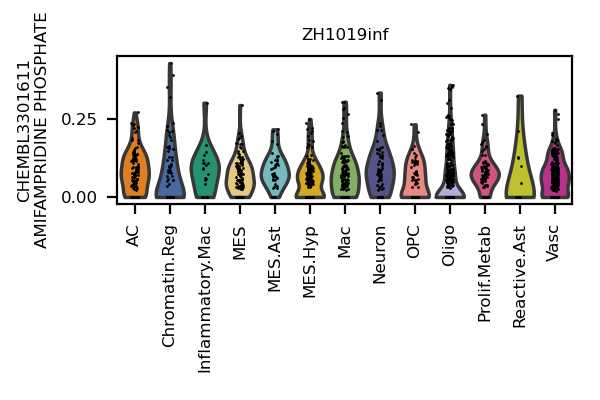 ZH1019inf
CHEMBL3301611
AMIFAMPRIDINE PHOSPHATE
0.25
0.00
AC
Chromatin.Reg
Inflammatory.Mac
MES
MES.Ast
MES.Hyp
Mac
Neuron
OPC
Oligo
Prolif.Metab
Reactive.Ast
Vasc